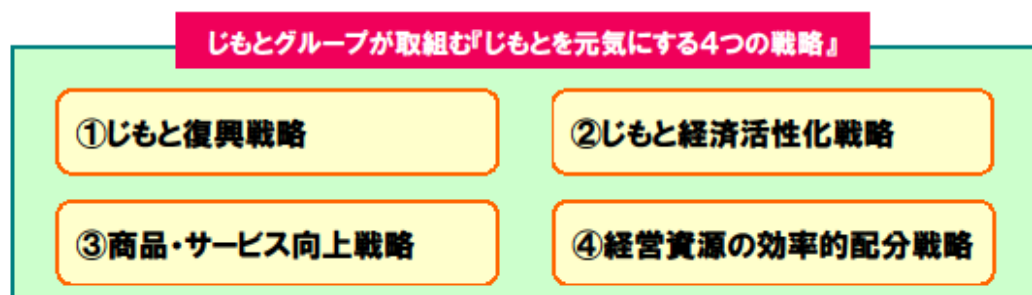 じもとグループが取組む『じもとを元気にする4つの戦略』
①じもと復興戦略
②じもと経済活性化戦略
③商品・サービス向上戦略
④経営資源の効率的配分戦略